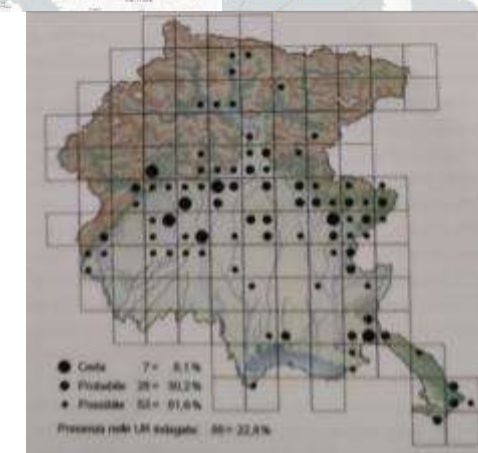 Certa 7 = 8,1%
Probabile 26 = 30,2%
Possibile 53 = 61,6%
Presenza nelle UR indagate: 86 = 22,8%